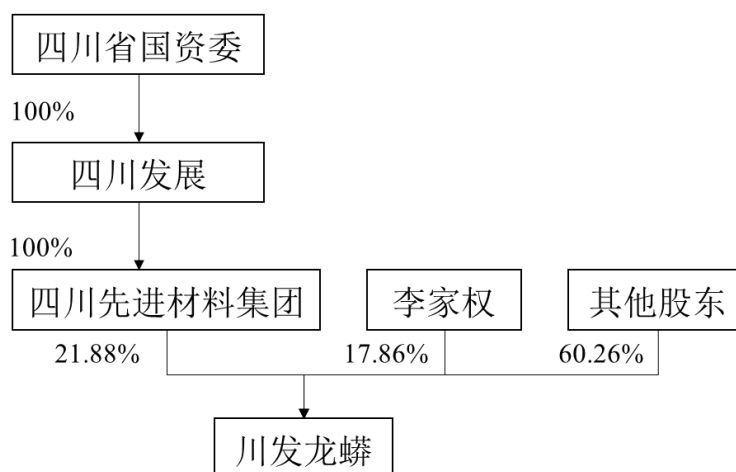 四川省国资委
100%
四川发展
100%
四川先进材料集团
李家权
其他股东
21.88%
17.86%
60.26%
川发龙蟒